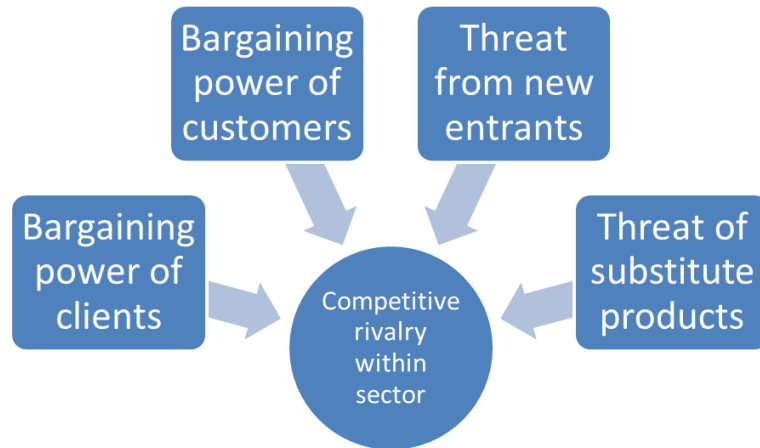 Bargaining
power of
customers
Threat
from new
entrants
Bargaining
power of
clients
Competitive
rivalry
within
sector
Threat of
substitute
products